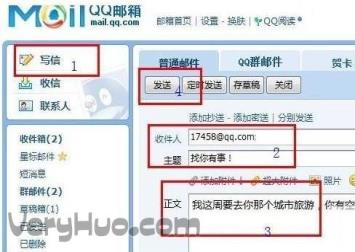 Mail QQ邮箱
mail.qq.com
邮箱首页 | 设置 - 换肤 | QQ阅读
写信
1
收信
联系人
收件箱(2)
星标邮件
短消息
群邮件(2)
草稿箱
已发送
已删除
普通邮件
QQ群邮件
贺卡
发送
定时发送
存草稿
关闭
4
添加抄送 - 添加密送 | 分别发送
收件人
17458@qq.com
主题
找你有事！
2
添加附件
超大附件
照片
正文
我这周要去你那个城市旅游，你有空
3
VeryHuo.com